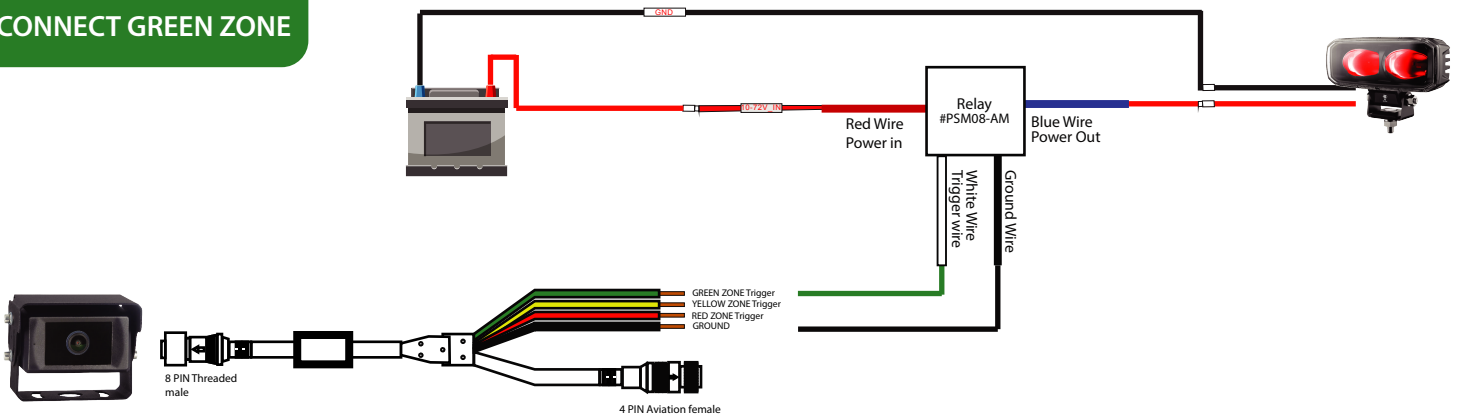 CONNECT GREEN ZONE
GND
10-72V_IN
Red Wire
Power in
Relay
#PSM08-AM
Blue Wire
Power Out
White Wire
Trigger wire
Ground Wire
GREEN ZONE Trigger
YELLOW ZONE Trigger
RED ZONE Trigger
GROUND
8 PIN Threaded
male
4 PIN Aviation female